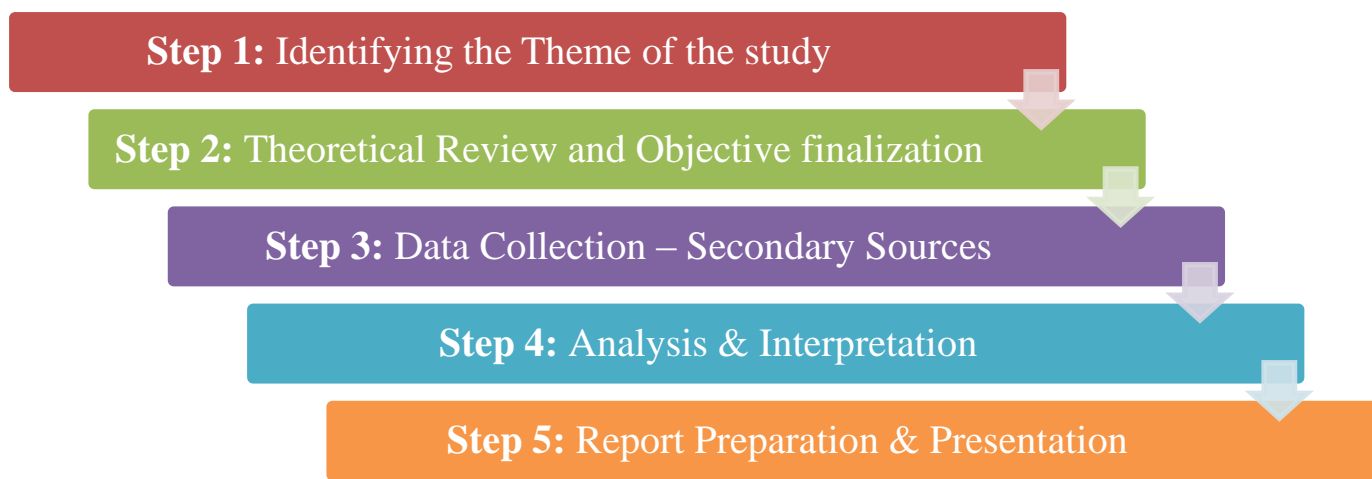 Step 1: Identifying the Theme of the study
Step 2: Theoretical Review and Objective finalization
Step 3: Data Collection – Secondary Sources
Step 4: Analysis & Interpretation
Step 5: Report Preparation & Presentation